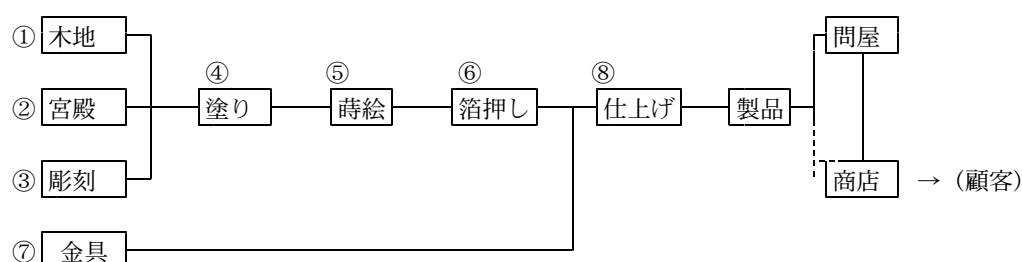 ① 木地
問屋
④ ⑤ ⑥ ⑧
② 宮殿 塗り 蒔絵 箔押し 仕上げ 製品
③ 彫刻
商店 → (顧客)
⑦ 金具